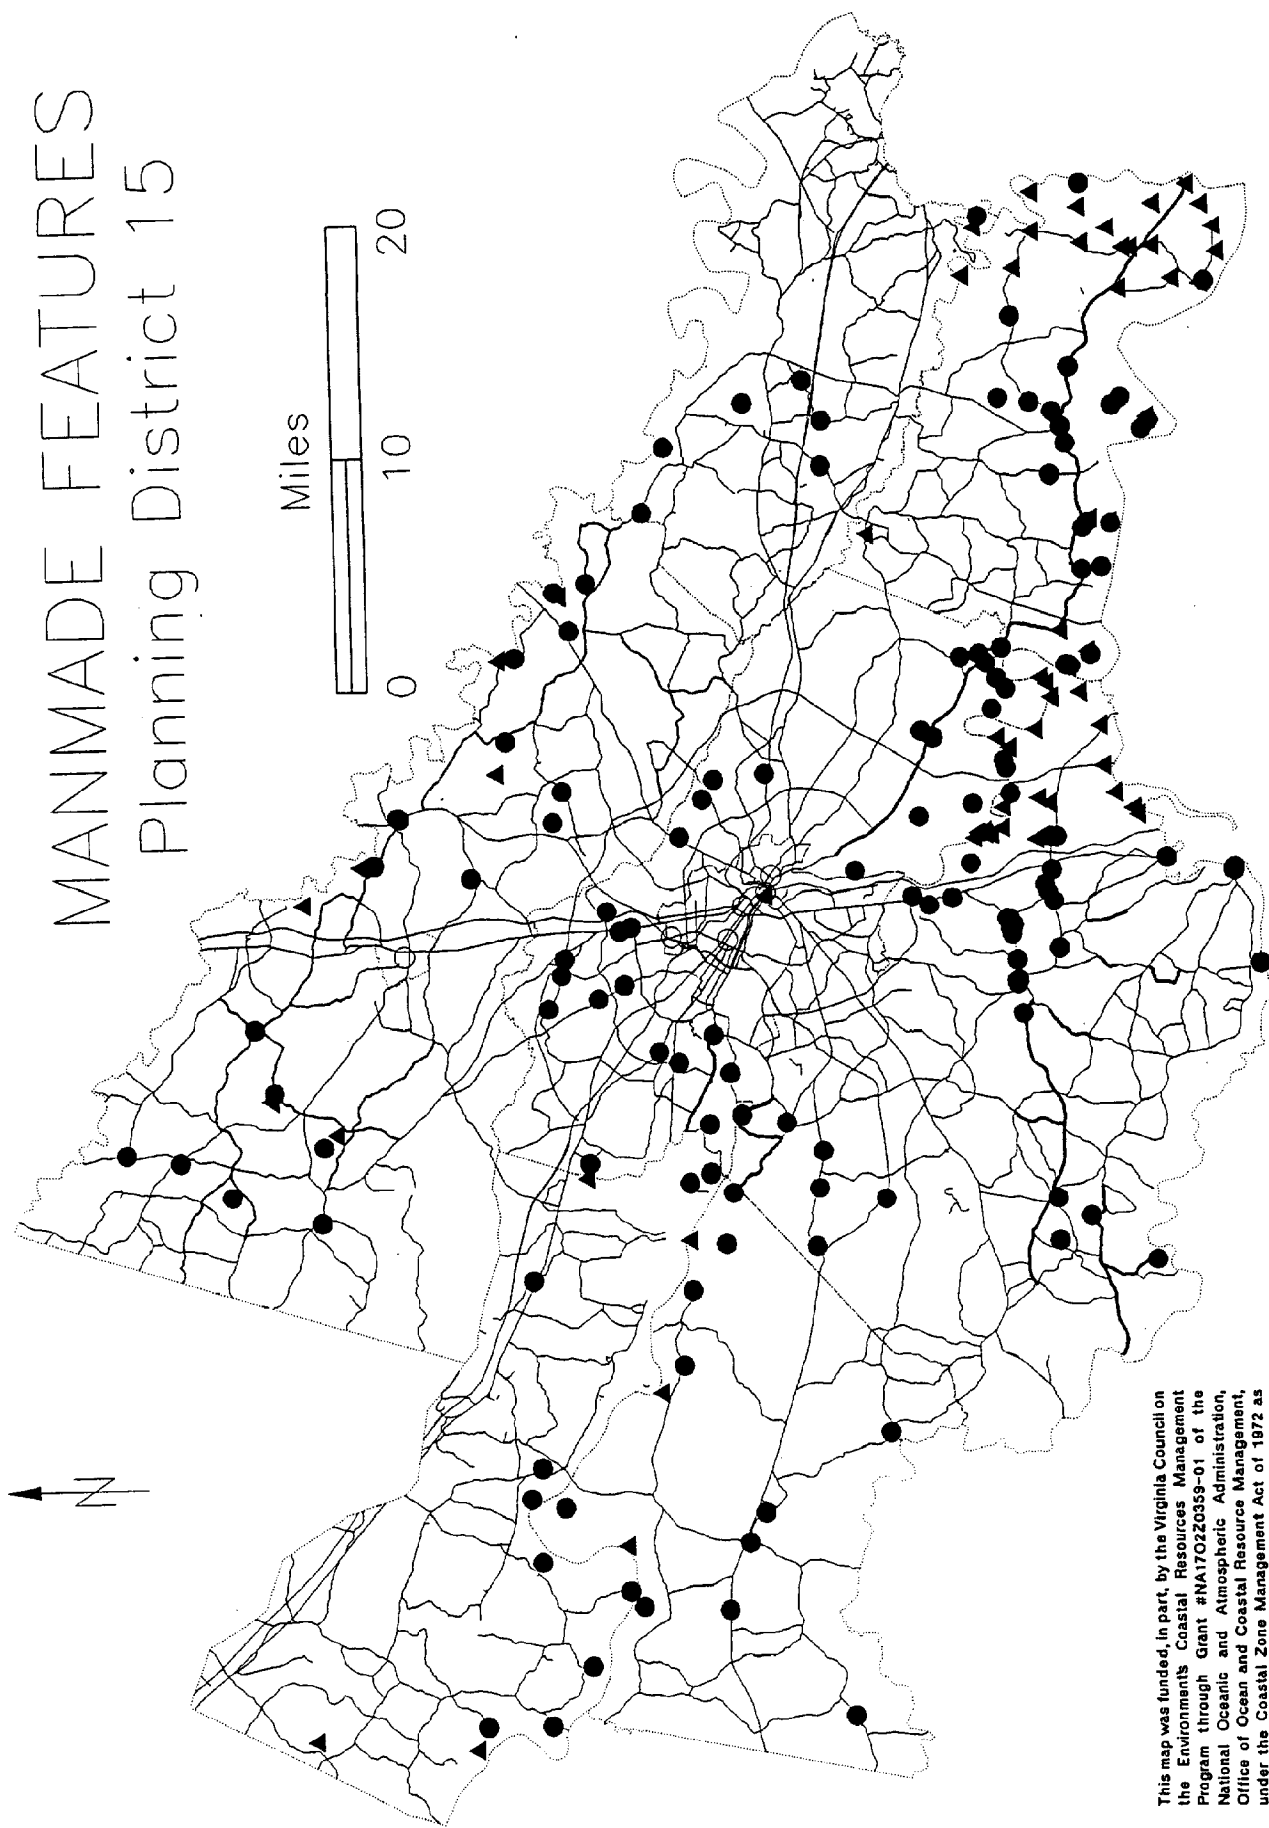 MANMADE FEATURES
Planning District 15
Miles
0 10 20
N
This map was funded, in part, by the Virginia Council on
the Environment's Coastal Resources Management
Program through Grant #NA17OZ0359-01 of the
National Oceanic and Atmospheric Administration,
Office of Ocean and Coastal Resource Management,
under the Coastal Zone Management Act of 1972 as